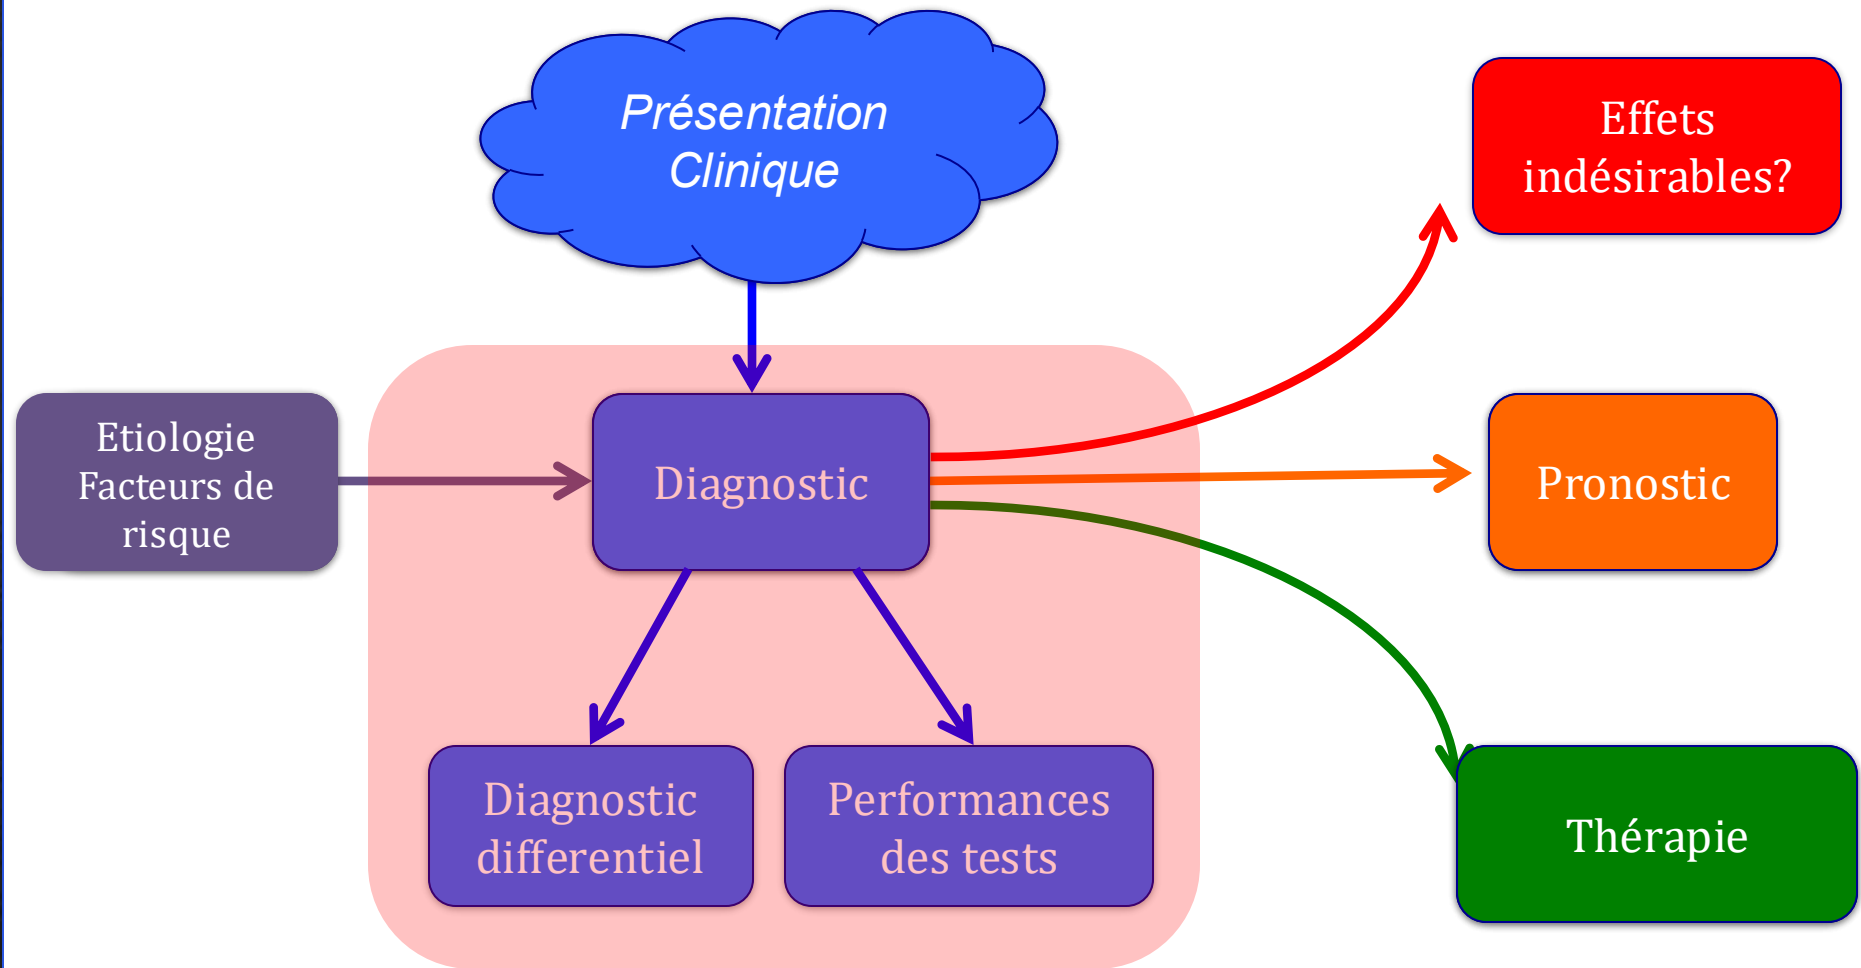 Présentation
Clinique
Effets
indésirables?
Etiologie
Facteurs de
risque
Diagnostic
Pronostic
Diagnostic
differentiel
Performances
des tests
Thérapie